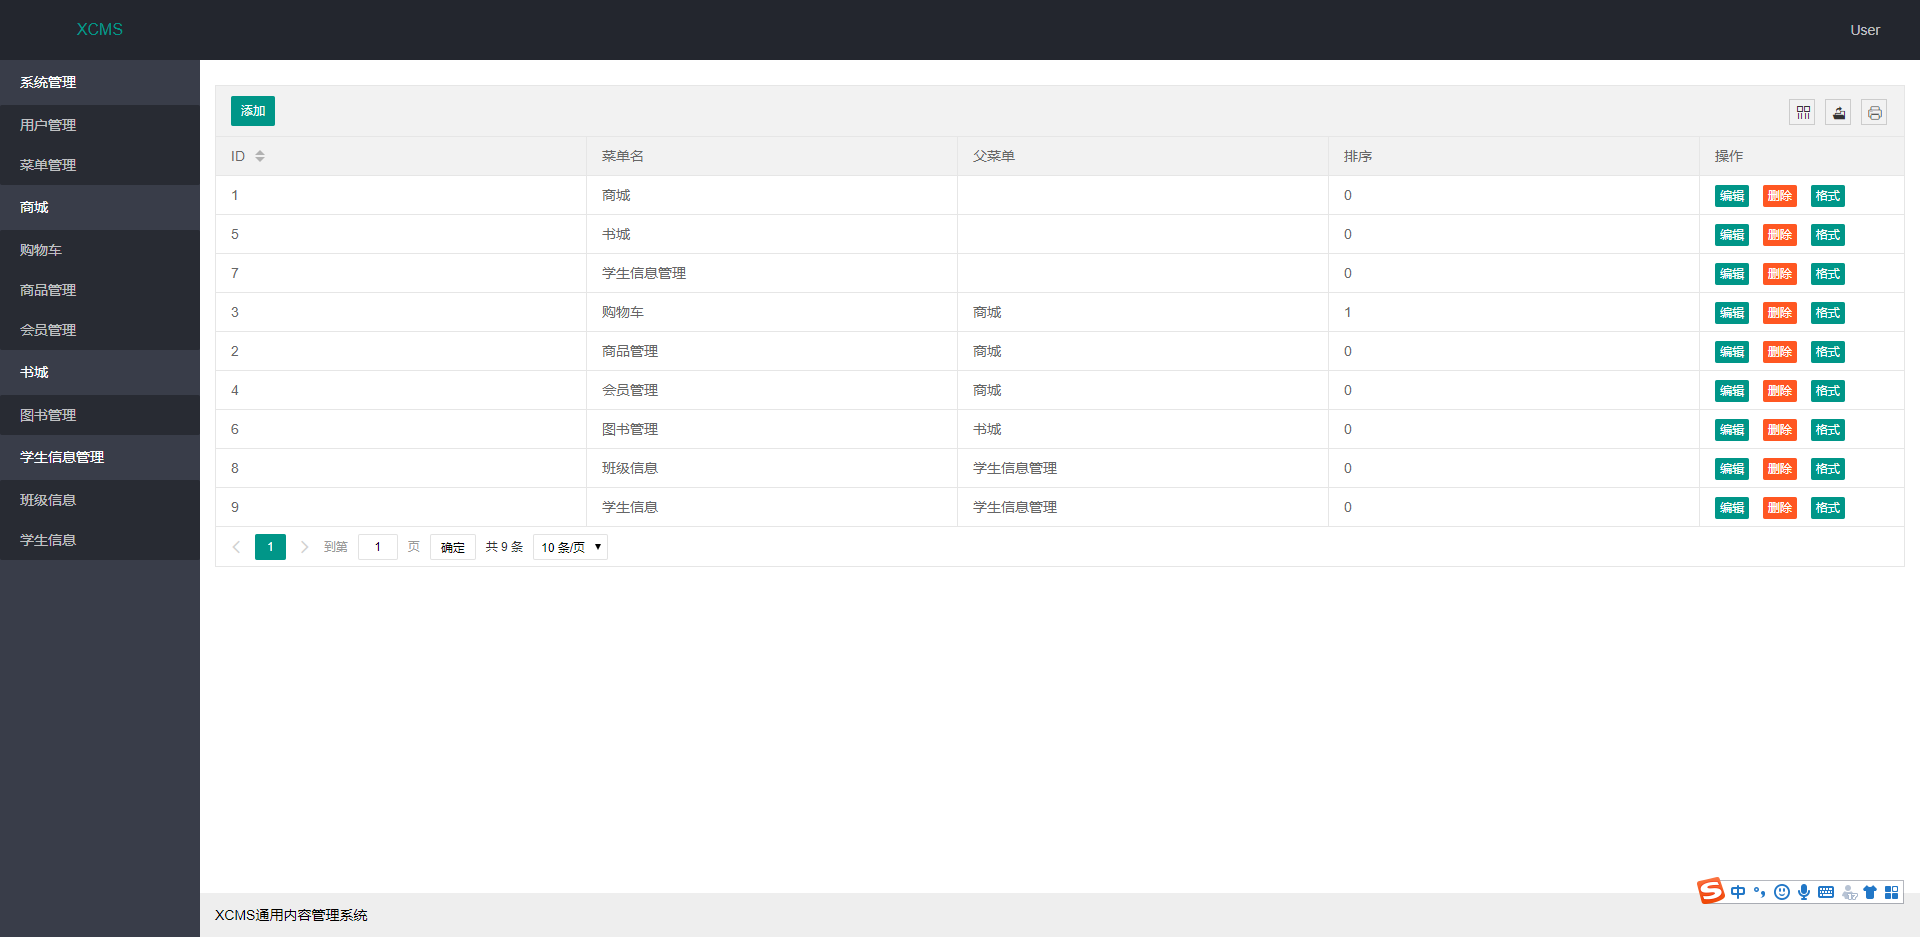 XCMS
User
系统管理
用户管理
菜单管理
商城
购物车
商品管理
会员管理
书城
图书管理
学生信息管理
班级信息
学生信息
添加
ID 菜单名 父菜单 排序 操作
1 商城 0 编辑 删除 格式
5 书城 0 编辑 删除 格式
7 学生信息管理 0 编辑 删除 格式
3 购物车 商城 1 编辑 删除 格式
2 商品管理 商城 0 编辑 删除 格式
4 会员管理 商城 0 编辑 删除 格式
6 图书管理 书城 0 编辑 删除 格式
8 班级信息 学生信息管理 0 编辑 删除 格式
9 学生信息 学生信息管理 0 编辑 删除 格式
1 到第 1 页 确定 共 9 条 10 条/页
S 中
XCMS通用内容管理系统